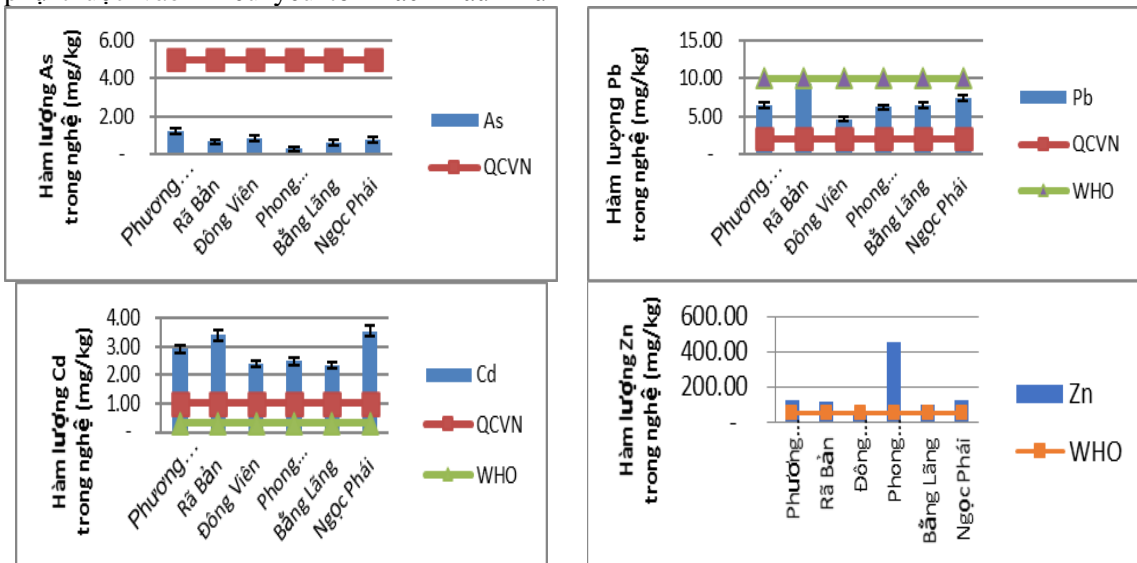 Hàm lượng As
trong nghệ (mg/kg)
6.00
4.00
2.00
-
Phương...
Rã Bản
Đông Viên
Phong...
Bằng Lãng
Ngọc Phái
As
QCVN
Hàm lượng Pb
trong nghệ (mg/kg)
15.00
10.00
5.00
-
Phương...
Rã Bản
Đông Viên
Phong...
Bằng Lãng
Ngọc Phái
Pb
QCVN
WHO
Hàm lượng Cd
trong nghệ (mg/kg)
4.00
3.00
2.00
1.00
-
Phương...
Rã Bản
Đông Viên
Phong...
Bằng Lãng
Ngọc Phái
Cd
QCVN
WHO
Hàm lượng Zn
trong nghệ (mg/kg)
600.00
400.00
200.00
-
Phương...
Rã Bản
Đông...
Phong...
Bằng Lãng
Ngọc Phái
Zn
WHO